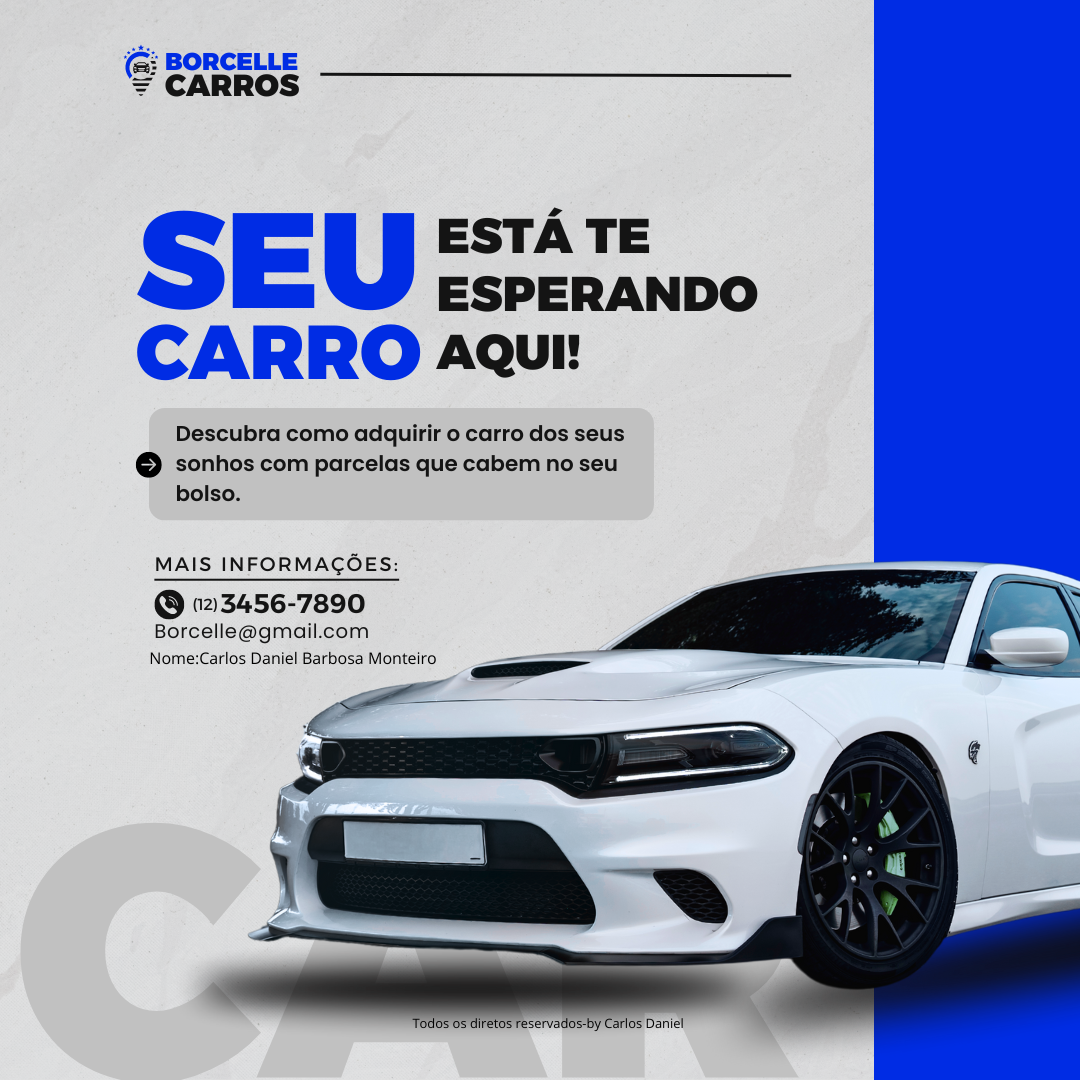 BORCELLE
CARROS
SEU
CARRO
ESTÁ TE
ESPERANDO
AQUI!
Descubra como adquirir o carro dos seus
sonhos com parcelas que cabem no seu
bolso.
MAIS INFORMAÇÕES:
(12) 3456-7890
Borcelle@gmail.com
Nome:Carlos Daniel Barbosa Monteiro
CAR
Todos os diretos reservados-by Carlos Daniel